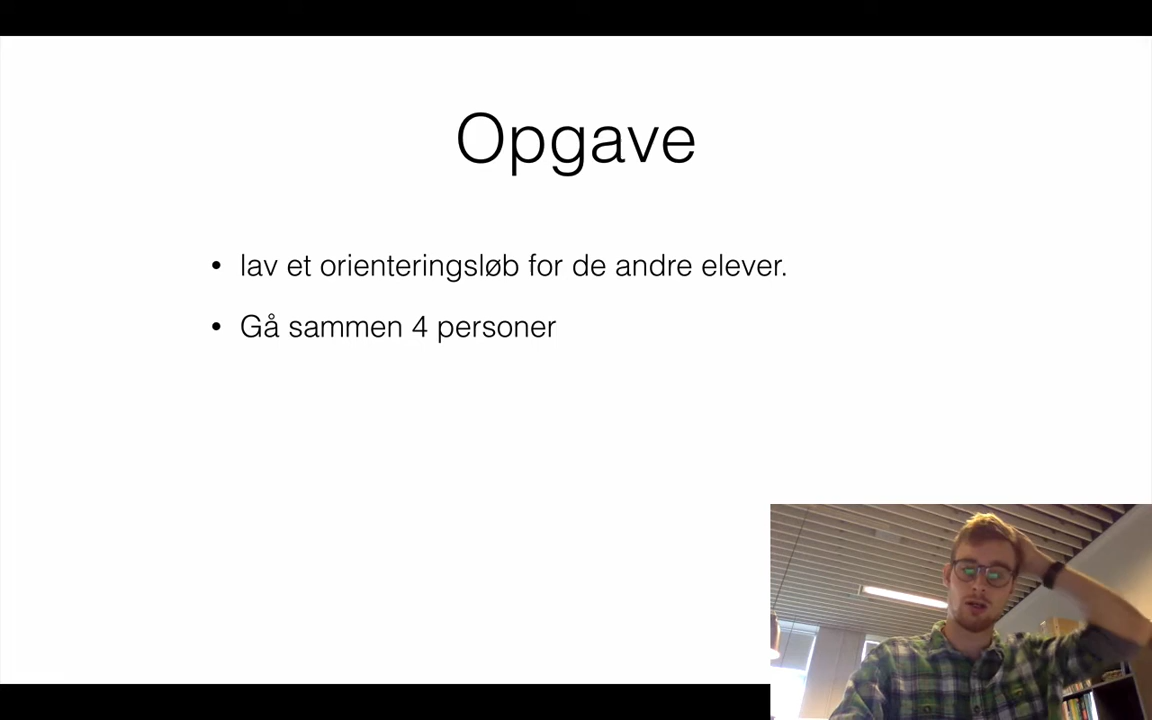 Opgave
• lav et orienteringsløb for de andre elever.
• Gå sammen 4 personer